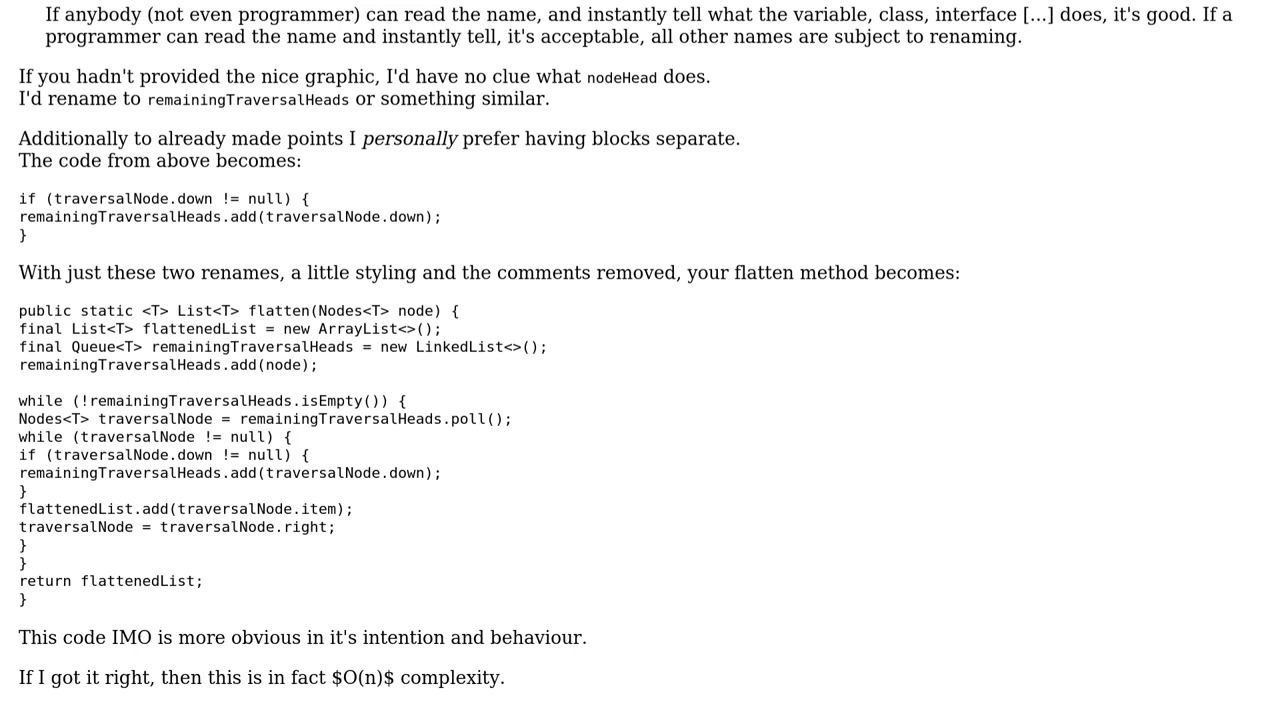 If anybody (not even programmer) can read the name, and instantly tell what the variable, class, interface [...] does, it's good. If a
programmer can read the name and instantly tell, it's acceptable, all other names are subject to renaming.
If you hadn't provided the nice graphic, I'd have no clue what nodeHead does.
I'd rename to remainingTraversalHeads or something similar.
Additionally to already made points I personally prefer having blocks separate.
The code from above becomes:
if (traversalNode.down != null) {
remainingTraversalHeads.add(traversalNode.down);
}
With just these two renames, a little styling and the comments removed, your flatten method becomes:
public static <T> List<T> flatten(Nodes<T> node) {
final List<T> flattenedList = new ArrayList<>();
final Queue<T> remainingTraversalHeads = new LinkedList<>();
remainingTraversalHeads.add(node);
while (!remainingTraversalHeads.isEmpty()) {
Nodes<T> traversalNode = remainingTraversalHeads.poll();
while (traversalNode != null) {
if (traversalNode.down != null) {
remainingTraversalHeads.add(traversalNode.down);
}
flattenedList.add(traversalNode.item);
traversalNode = traversalNode.right;
}
}
return flattenedList;
}
This code IMO is more obvious in it's intention and behaviour.
If I got it right, then this is in fact $O(n)$ complexity.